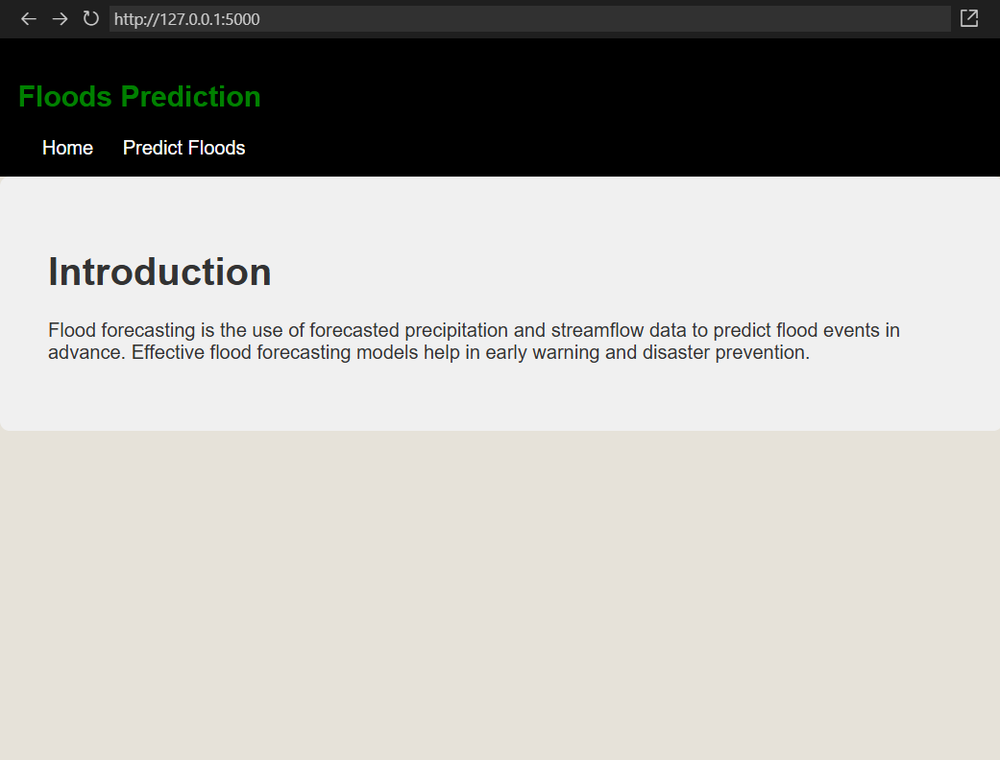 http://127.0.0.1:5000
Floods Prediction
Home Predict Floods
Introduction
Flood forecasting is the use of forecasted precipitation and streamflow data to predict flood events in
advance. Effective flood forecasting models help in early warning and disaster prevention.